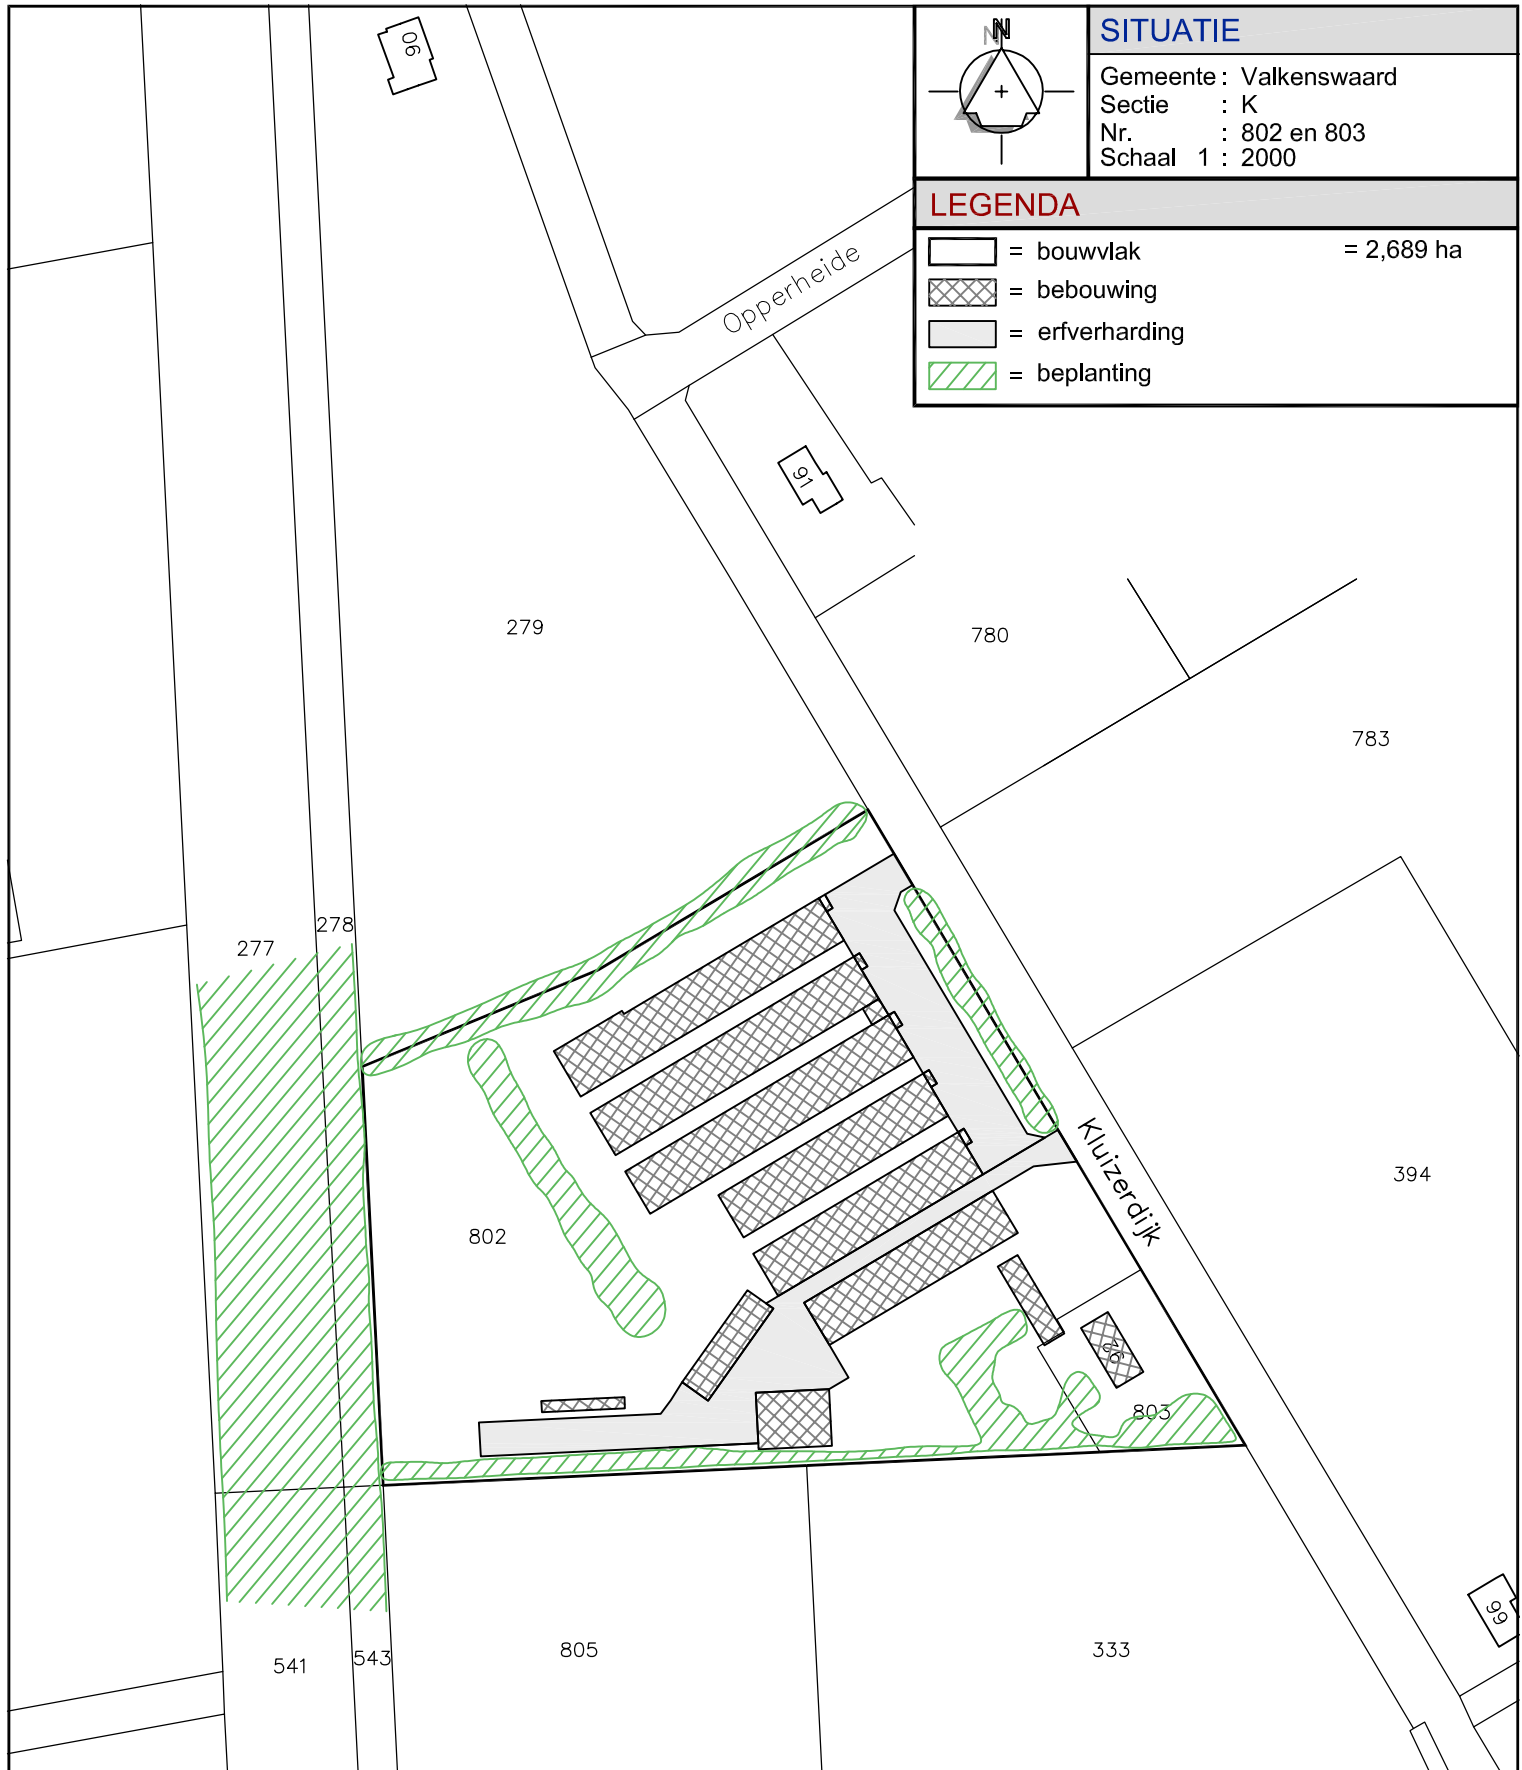 N
N
SITUATIE
Gemeente : Valkenswaard
Sectie : K
Nr. : 802 en 803
Schaal 1 : 2000
LEGENDA
= bouwvlak = 2,689 ha
= bebouwing
= erfverharding
= beplanting
90
Opperheide
91
279
780
783
278
277
Kluizerdijk
394
802
803
99
805
333
541
543